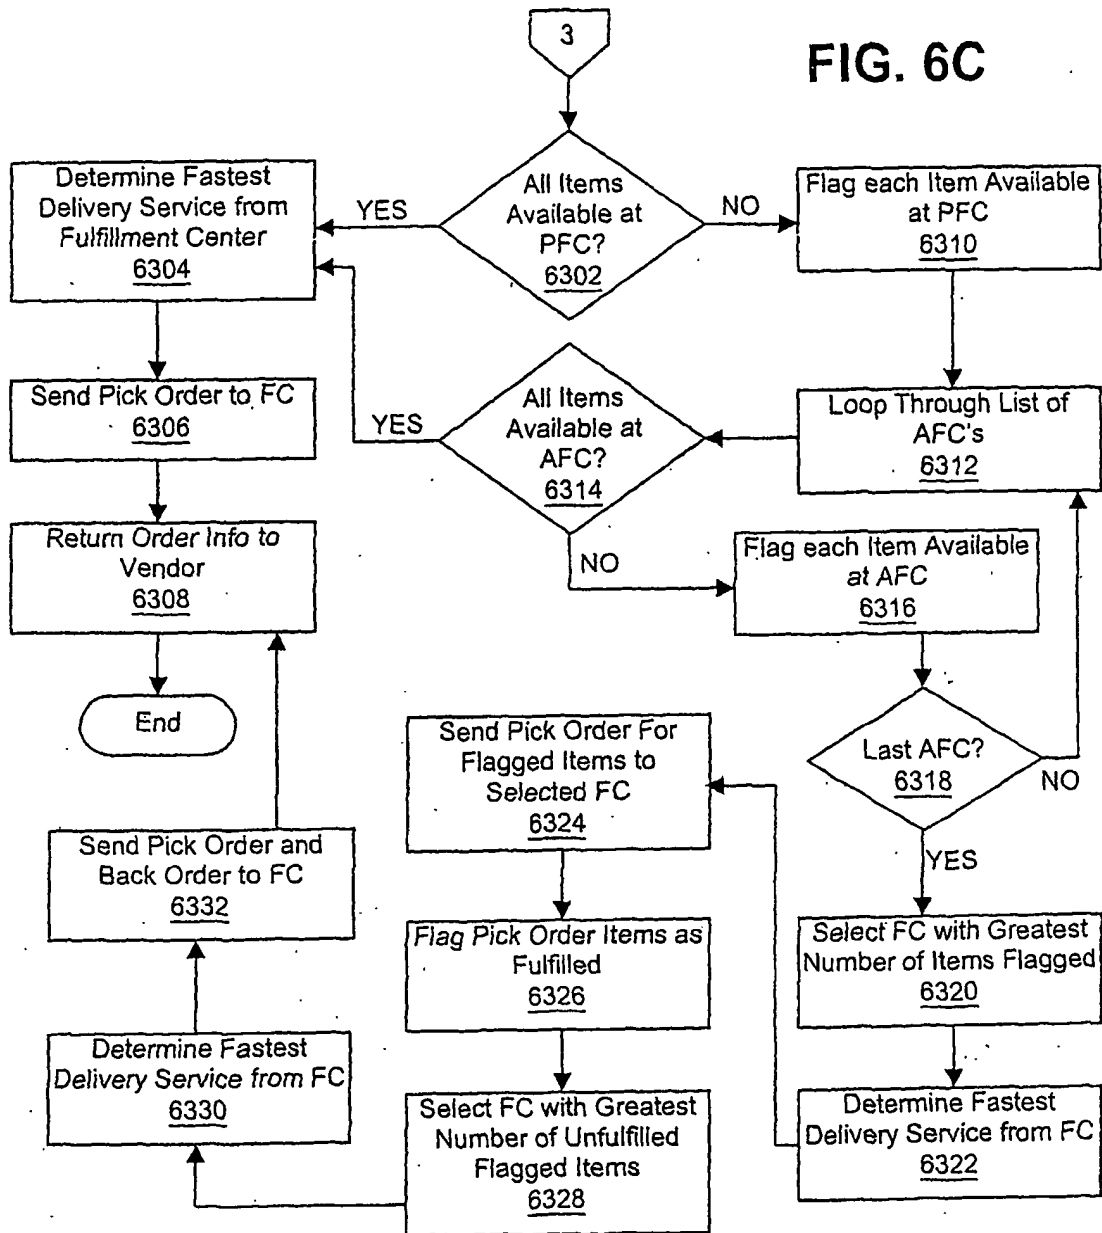 3
FIG. 6C
All Items
Available at
PFC?
6302
YES
NO
Determine Fastest
Delivery Service from
Fulfillment Center
6304
Flag each Item Available
at PFC
6310
Send Pick Order to FC
6306
YES
All Items
Available at
AFC?
6314
Loop Through List of
AFC's
6312
Return Order Info to
Vendor
6308
NO
Flag each Item Available
at AFC
6316
End
Send Pick Order For
Flagged Items to
Selected FC
6324
Last AFC?
6318
NO
YES
Send Pick Order and
Back Order to FC
6332
Flag Pick Order Items as
Fulfilled
6326
Select FC with Greatest
Number of Items Flagged
6320
Determine Fastest
Delivery Service from FC
6330
Select FC with Greatest
Number of Unfulfilled
Flagged Items
6328
Determine Fastest
Delivery Service from FC
6322